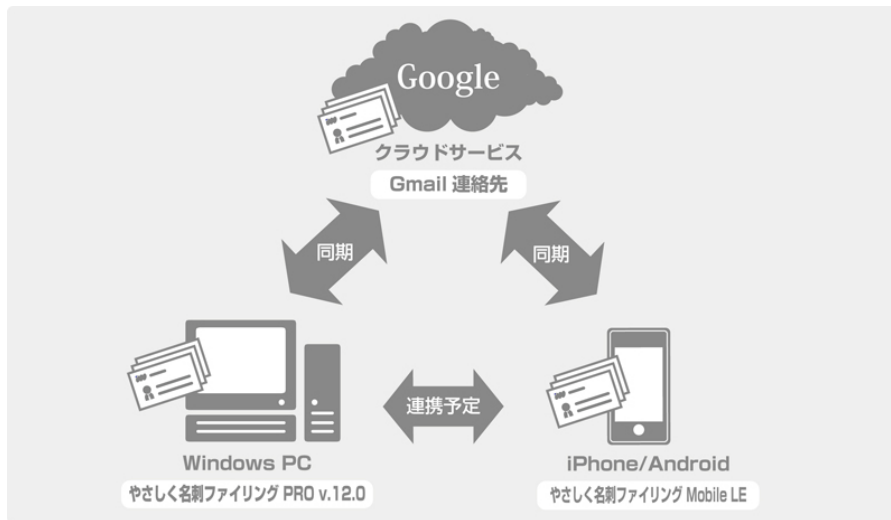 Google
クラウドサービス
Gmail 連絡先
同期
同期
連携予定
Windows PC
やさしく名刺ファイリング PRO v.12.0
iPhone/Android
やさしく名刺ファイリング Mobile LE